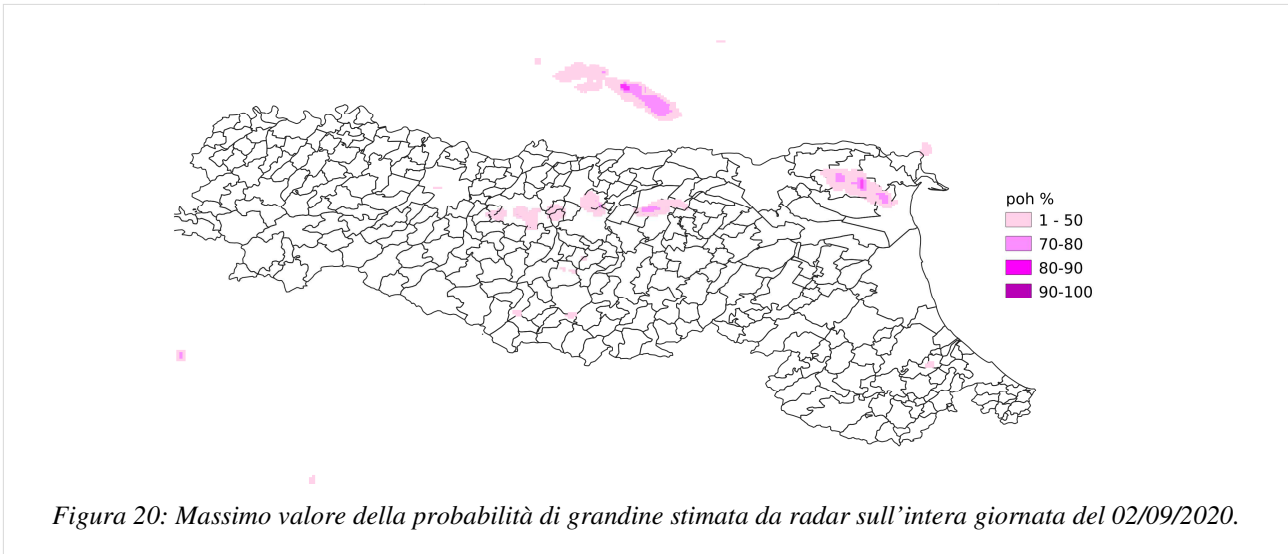 poh %
1 - 50
70-80
80-90
90-100
Figura 20: Massimo valore della probabilità di grandine stimata da radar sull’intera giornata del 02/09/2020.